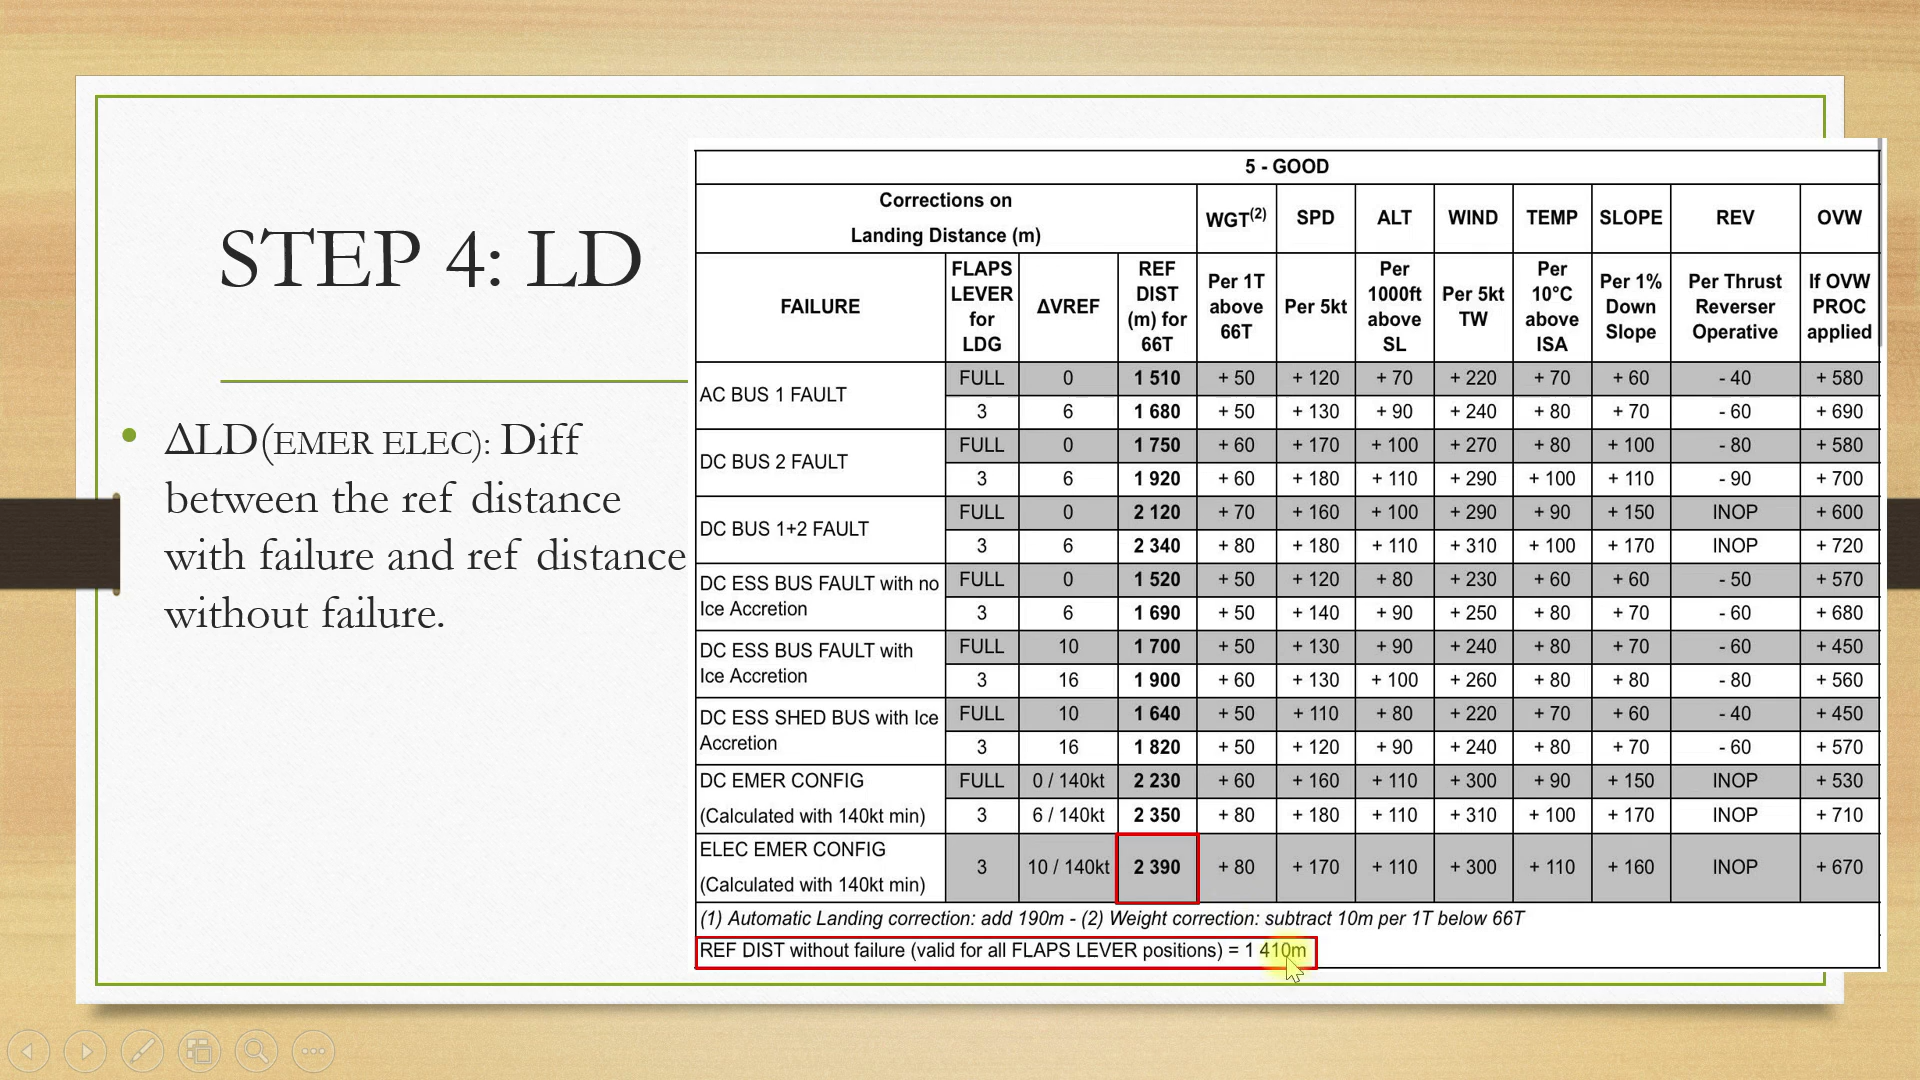 STEP 4: LD
• ΔLD(EMER ELEC): Diff
between the ref distance
with failure and ref distance
without failure.
5 - GOOD
Corrections on
Landing Distance (m)
WGT(2) SPD ALT WIND TEMP SLOPE REV OVW
FAILURE FLAPS LEVER for LDG ΔVREF REF DIST (m) for 66T Per 1T above 66T Per 5kt Per 1000ft above SL Per 5kt TW Per 10°C above ISA Per 1% Down Slope Per Thrust Reverser Operative If OVW PROC applied
AC BUS 1 FAULT
FULL 0 1 510 + 50 + 120 + 70 + 220 + 70 + 60 - 40 + 580
3 6 1 680 + 50 + 130 + 90 + 240 + 80 + 70 - 60 + 690
DC BUS 2 FAULT
FULL 0 1 750 + 60 + 170 + 100 + 270 + 80 + 100 - 80 + 580
3 6 1 920 + 60 + 180 + 110 + 290 + 100 + 110 - 90 + 700
DC BUS 1+2 FAULT
FULL 0 2 120 + 70 + 160 + 100 + 290 + 90 + 150 INOP + 600
3 6 2 340 + 80 + 180 + 110 + 310 + 100 + 170 INOP + 720
DC ESS BUS FAULT with no
Ice Accretion
FULL 0 1 520 + 50 + 120 + 80 + 230 + 60 + 60 - 50 + 570
3 6 1 690 + 50 + 140 + 90 + 250 + 80 + 70 - 60 + 680
DC ESS BUS FAULT with
Ice Accretion
FULL 10 1 700 + 50 + 130 + 90 + 240 + 80 + 70 - 60 + 450
3 16 1 900 + 60 + 130 + 100 + 260 + 80 + 80 - 80 + 560
DC ESS SHED BUS with Ice
Accretion
FULL 10 1 640 + 50 + 110 + 80 + 220 + 70 + 60 - 40 + 450
3 16 1 820 + 50 + 120 + 90 + 240 + 80 + 70 - 60 + 570
DC EMER CONFIG
(Calculated with 140kt min)
FULL 0 / 140kt 2 230 + 60 + 160 + 110 + 300 + 90 + 150 INOP + 530
3 6 / 140kt 2 350 + 80 + 180 + 110 + 310 + 100 + 170 INOP + 710
ELEC EMER CONFIG
(Calculated with 140kt min)
3 10 / 140kt 2 390 + 80 + 170 + 110 + 300 + 110 + 160 INOP + 670
(1) Automatic Landing correction: add 190m - (2) Weight correction: subtract 10m per 1T below 66T
REF DIST without failure (valid for all FLAPS LEVER positions) = 1 410m